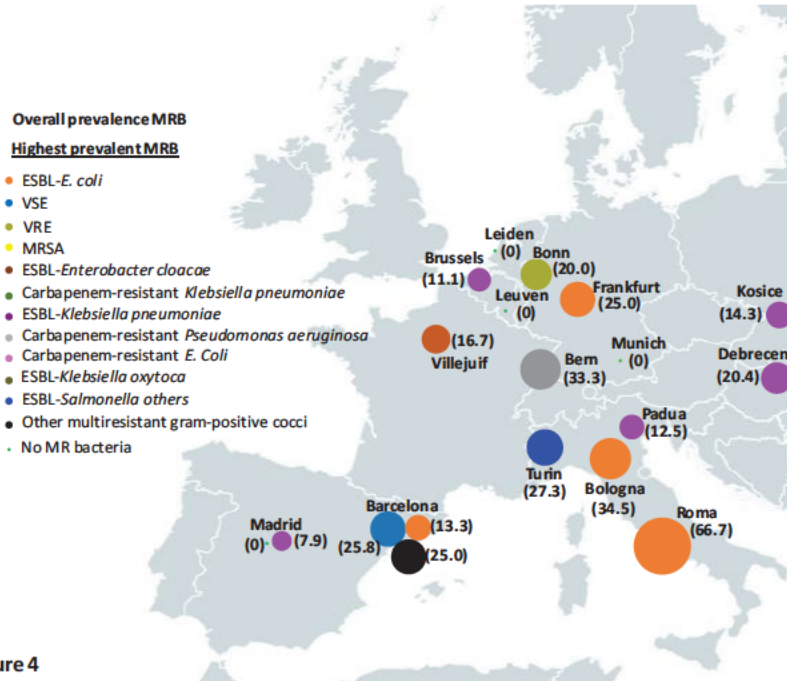 Overall prevalence MRB
Highest prevalent MRB
ESBL-E. coli
VSE
VRE
MRSA
ESBL-Enterobacter cloacae
Carbapenem-resistant Klebsiella pneumoniae
ESBL-Klebsiella pneumoniae
Carbapenem-resistant Pseudomonas aeruginosa
Carbapenem-resistant E. Coli
ESBL-Klebsiella oxytoca
ESBL-Salmonella others
Other multiresistant gram-positive cocci
No MR bacteria
Leiden
(0)
Brussels
(11.1)
Bonn
(20.0)
Leuven
(0)
Frankfurt
(25.0)
Kosice
(14.3)
(16.7)
Villejuif
Bern
(33.3)
Munich
(0)
Debrecen
(20.4)
Padua
(12.5)
Turin
(27.3)
Bologna
(34.5)
Roma
(66.7)
Barcelona
(13.3)
(25.8)
(25.0)
Madrid
(0) (7.9)
ure 4